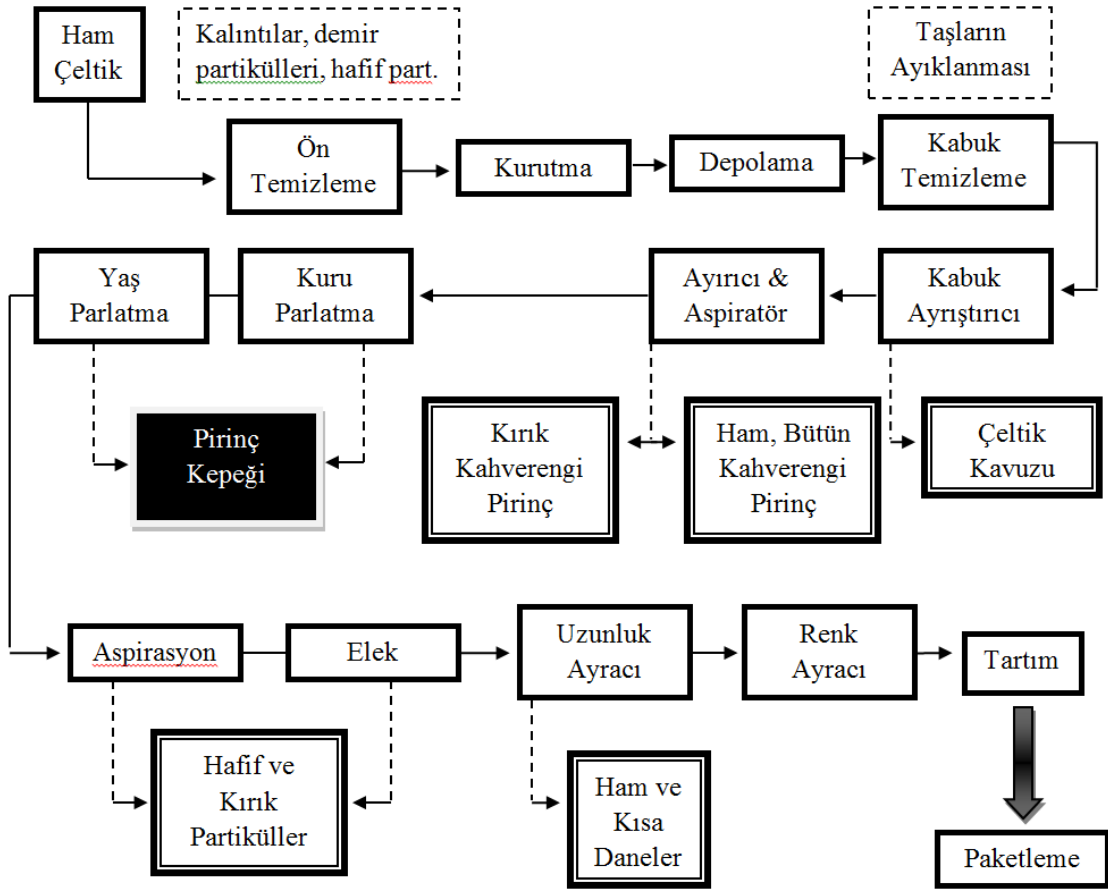 Ham
Çeltik
Kalıntılar, demir
partikülleri, hafif part.
Taşların
Ayıklanması
Ön
Temizleme
Kurutma
Depolama
Kabuk
Temizleme
Yaş
Parlatma
Kuru
Parlatma
Ayırıcı &
Aspiratör
Kabuk
Ayrıştırıcı
Pirinç
Kepeği
Kırık
Kahverengi
Pirinç
Ham, Bütün
Kahverengi
Pirinç
Çeltik
Kavuzu
Aspirasyon
Elek
Uzunluk
Ayracı
Renk
Ayracı
Tartım
Hafif ve
Kırık
Partiküller
Ham ve
Kısa
Daneler
Paketleme